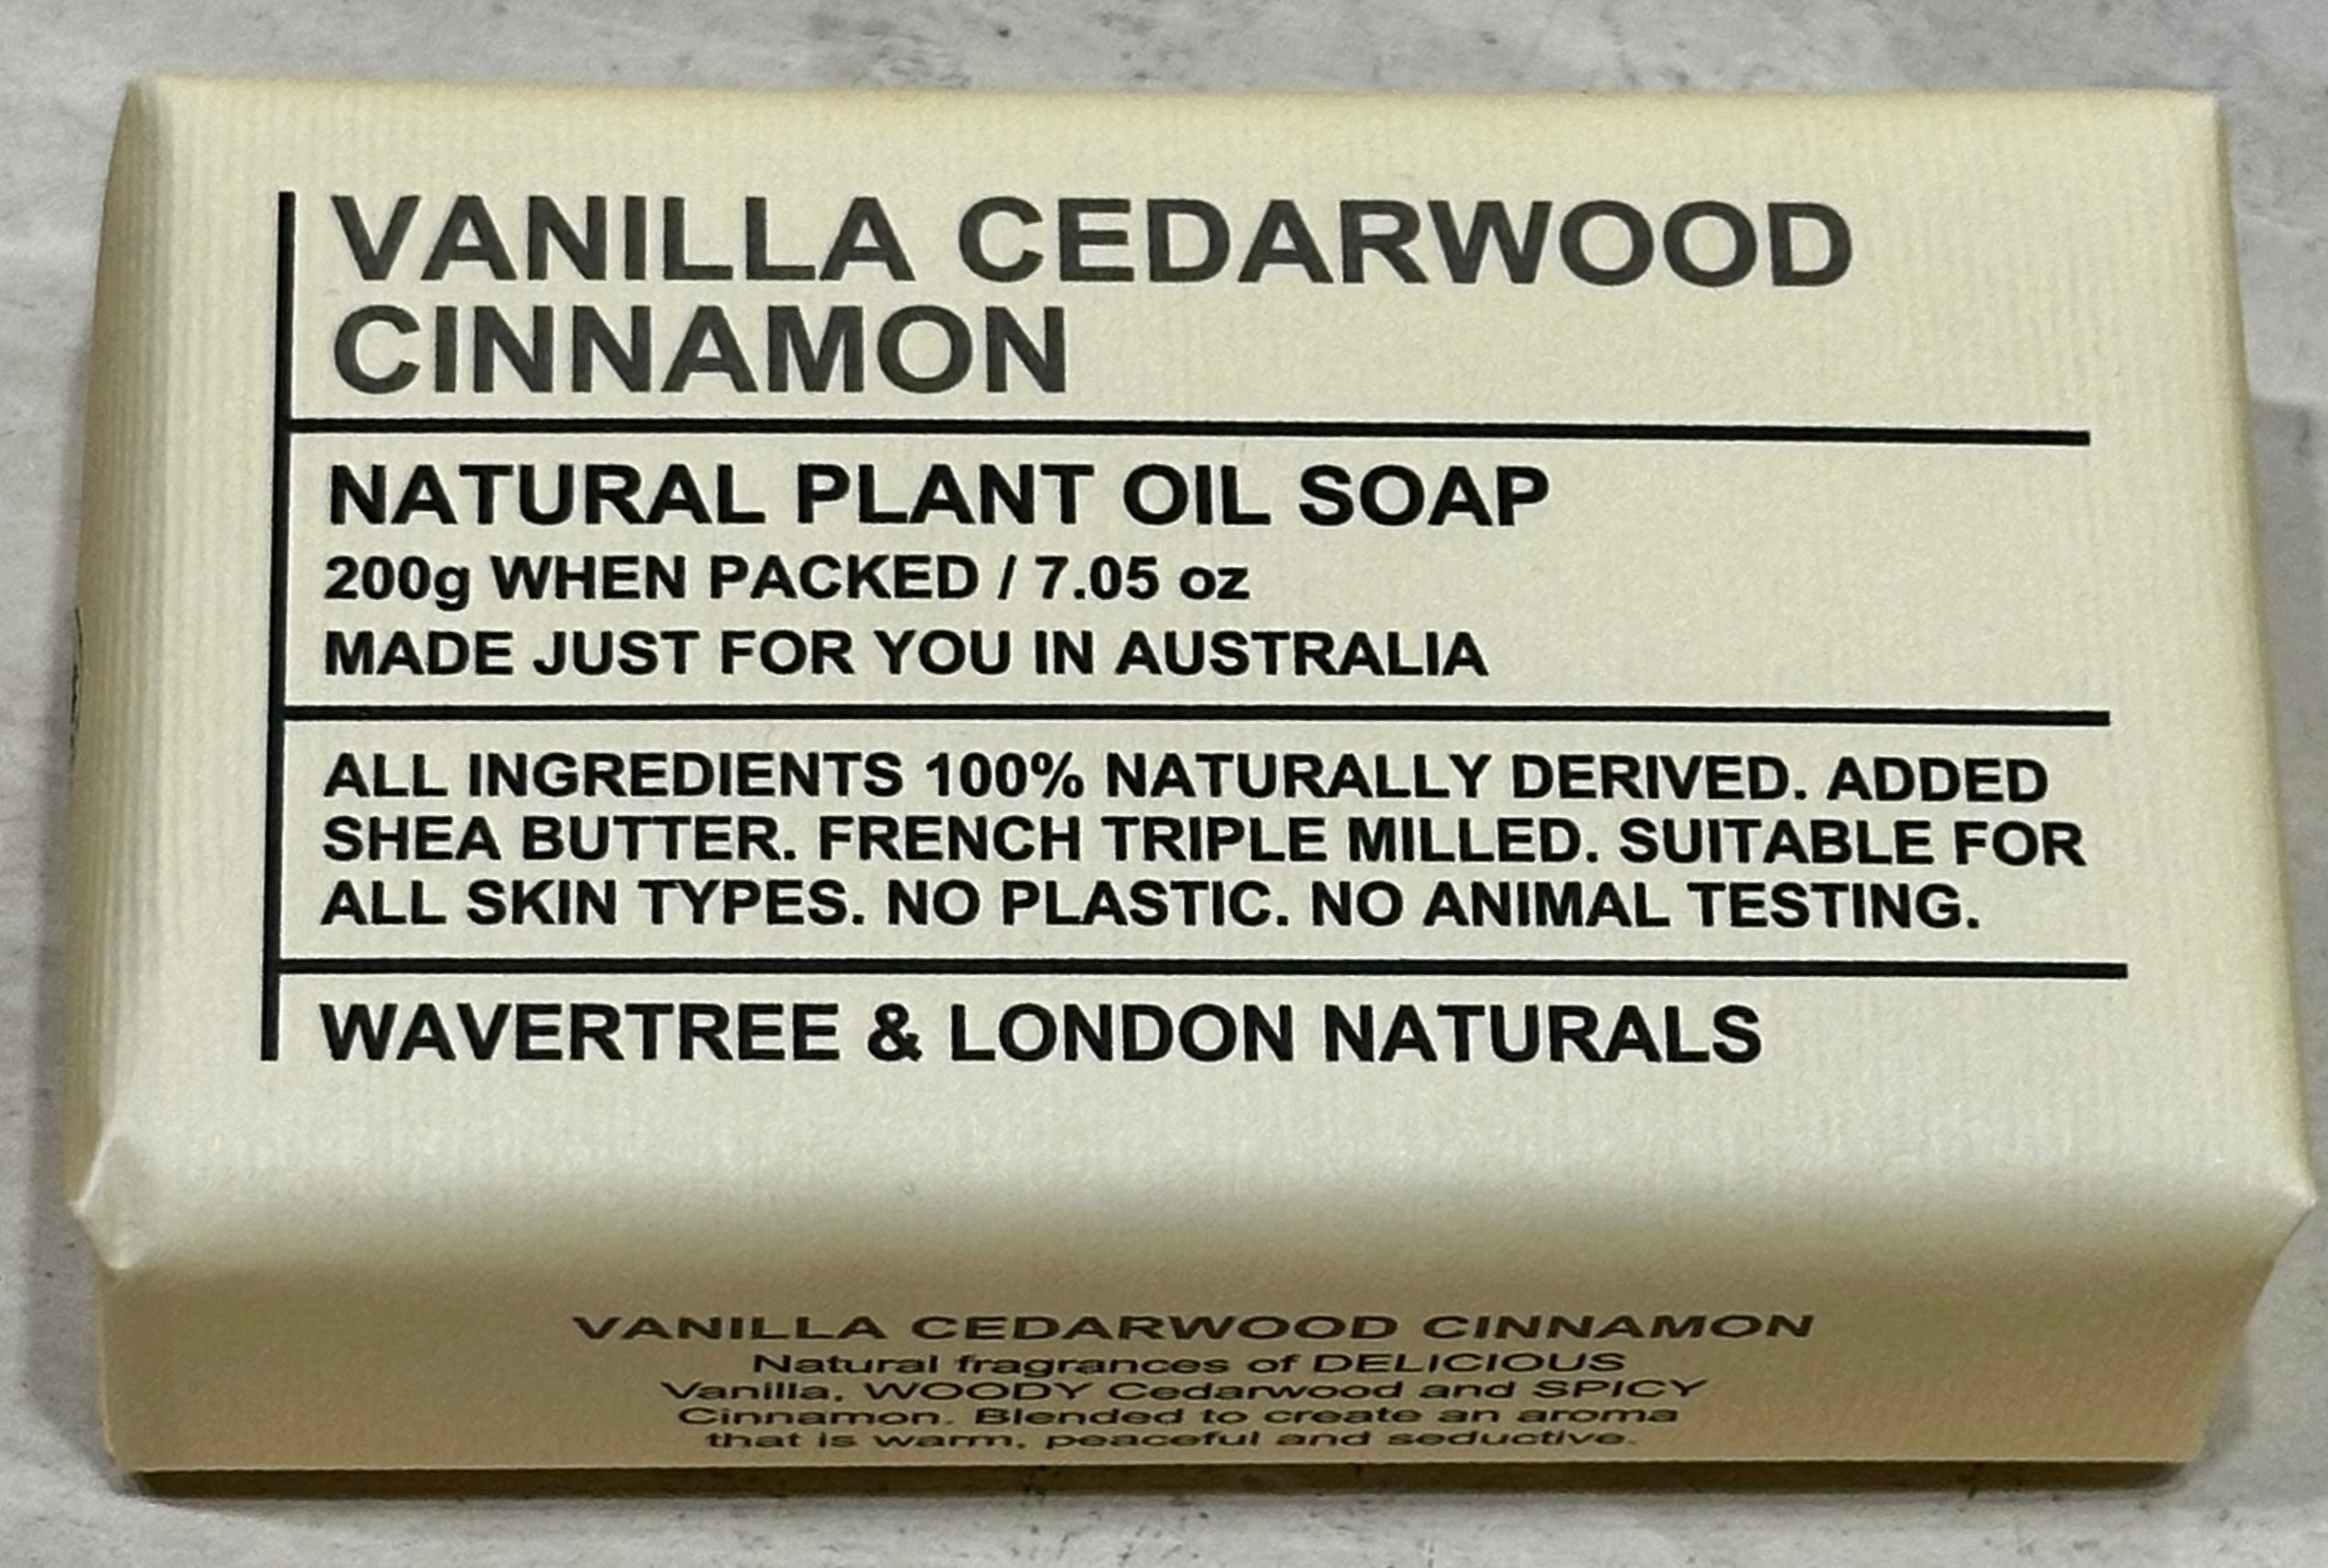 VANILLA CEDARWOOD
CINNAMON
NATURAL PLANT OIL SOAP
200g WHEN PACKED / 7.05 oz
MADE JUST FOR YOU IN AUSTRALIA
ALL INGREDIENTS 100% NATURALLY DERIVED. ADDED
SHEA BUTTER. FRENCH TRIPLE MILLED. SUITABLE FOR
ALL SKIN TYPES. NO PLASTIC. NO ANIMAL TESTING.
WAVERTREE & LONDON NATURALS
VANILLA CEDARWOOD CINNAMON
Natural fragrances of DELICIOUS
Vanilla, WOODY Cedarwood and SPICY
Cinnamon. Blended to create an aroma
that is warm, peaceful and seductive.